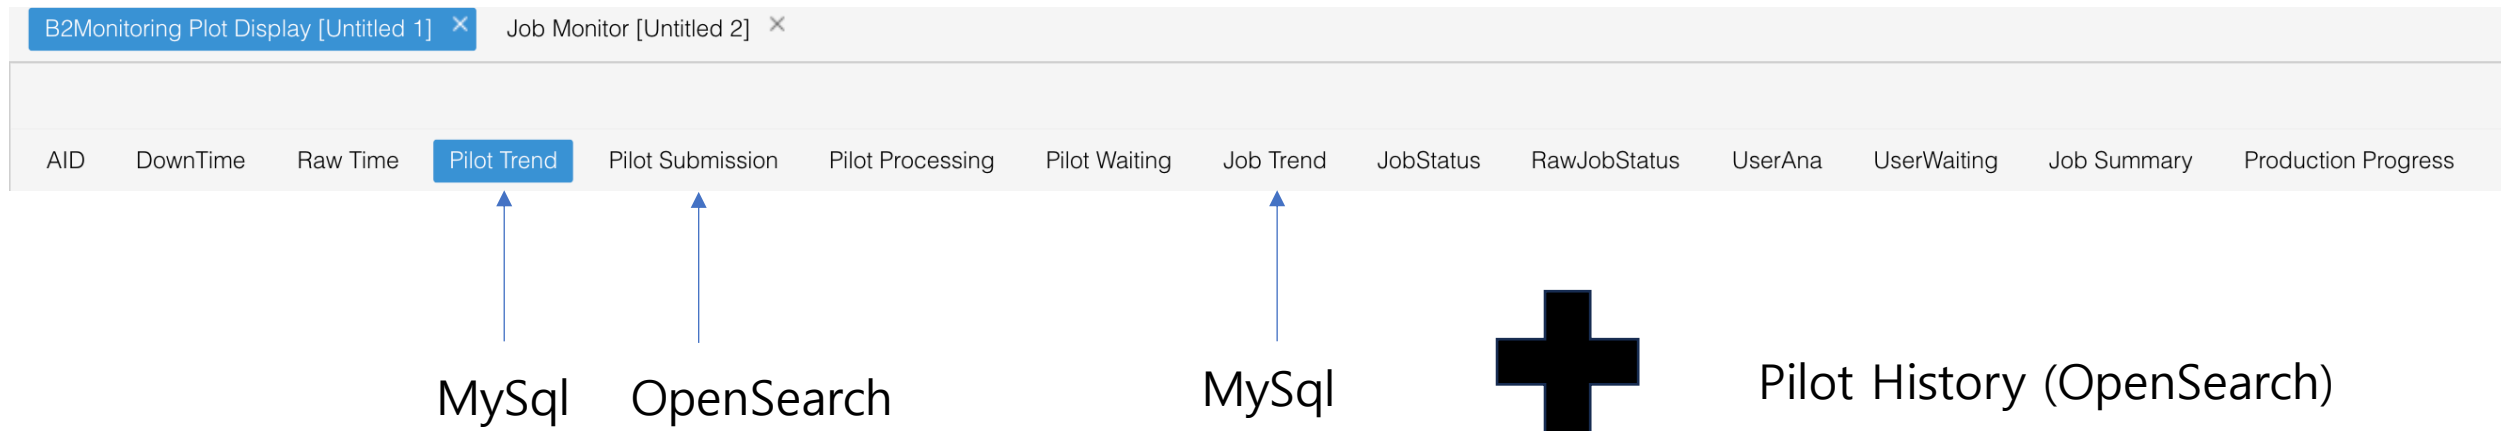 B2Monitoring Plot Display [Untitled 1] × Job Monitor [Untitled 2] ×
AID DownTime Raw Time Pilot Trend Pilot Submission Pilot Processing Pilot Waiting Job Trend JobStatus RawJobStatus UserAna UserWaiting Job Summary Production Progress
MySql OpenSearch MySql Pilot History (OpenSearch)